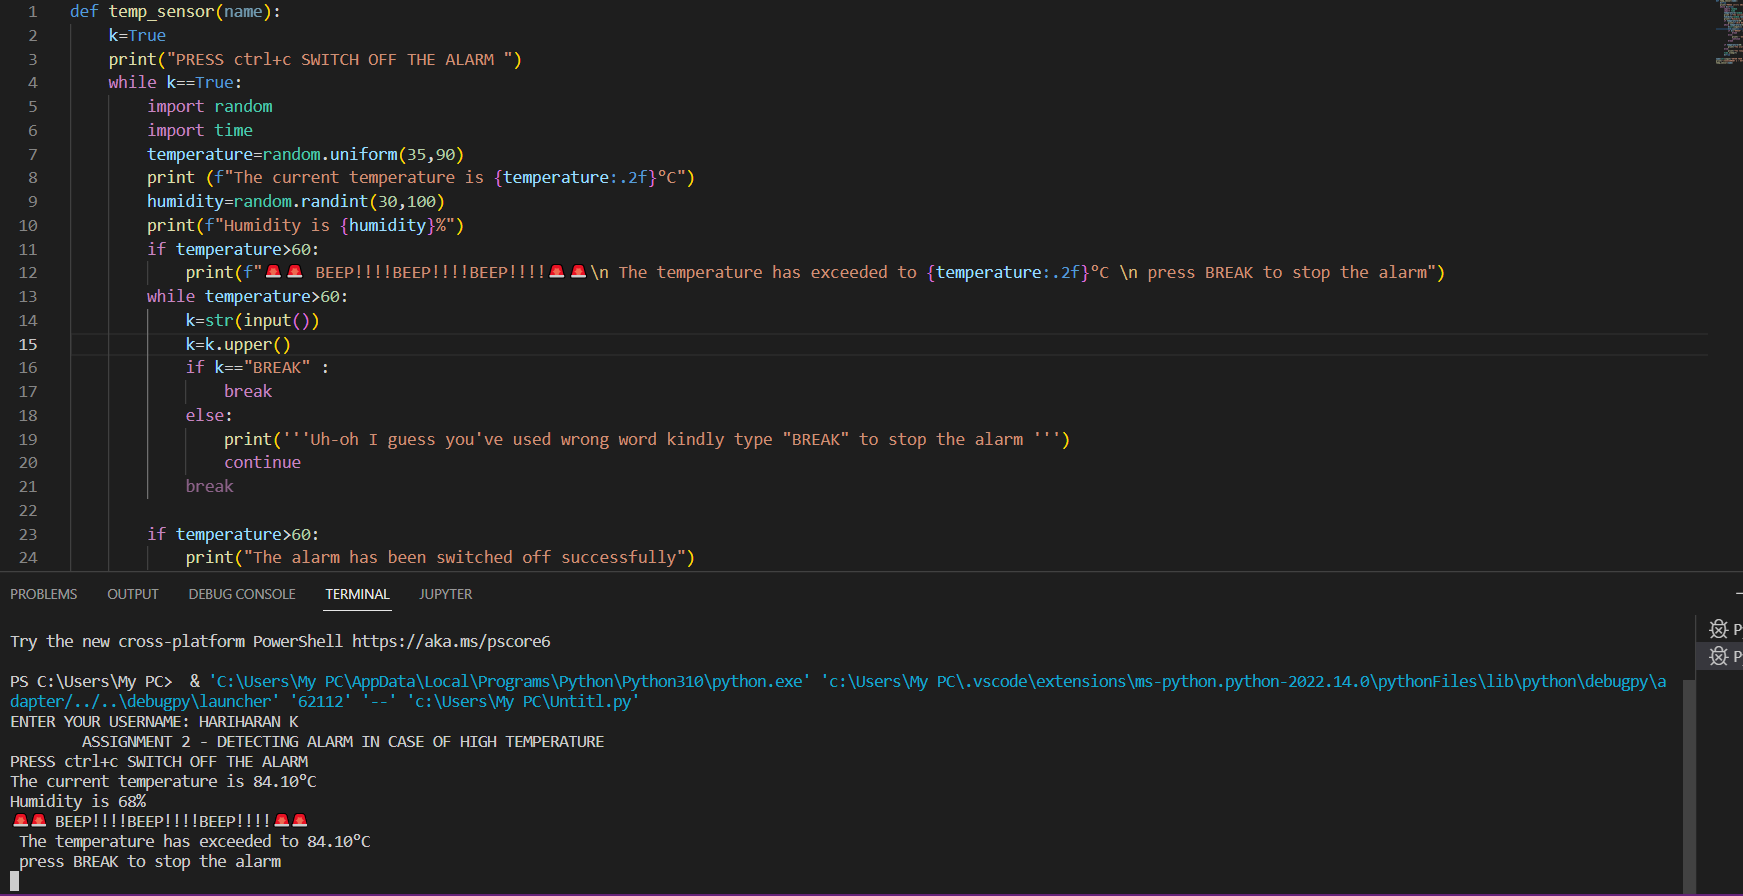 1 def temp_sensor(name):
2 k=True
3 print("PRESS ctrl+c SWITCH OFF THE ALARM ")
4 while k==True:
5 import random
6 import time
7 temperature=random.uniform(35,90)
8 print (f"The current temperature is {temperature:.2f}°C")
9 humidity=random.randint(30,100)
10 print(f"Humidity is {humidity}%")
11 if temperature>60:
12 print(f"🚨🚨 BEEP!!!!BEEP!!!!BEEP!!!!🚨🚨\n The temperature has exceeded to {temperature:.2f}°C \n press BREAK to stop the alarm")
13 while temperature>60:
14 k=str(input())
15 k=k.upper()
16 if k=="BREAK" :
17 break
18 else:
19 print('''Uh-oh I guess you've used wrong word kindly type "BREAK" to stop the alarm ''')
20 continue
21 break
22
23 if temperature>60:
24 print("The alarm has been switched off successfully")
PROBLEMS OUTPUT DEBUG CONSOLE TERMINAL JUPYTER
Try the new cross-platform PowerShell https://aka.ms/pscore6
PS C:\Users\My PC>  & 'C:\Users\My PC\AppData\Local\Programs\Python\Python310\python.exe' 'c:\Users\My PC\.vscode\extensions\ms-python.python-2022.14.0\pythonFiles\lib\python\debugpy\a
dapter/../..\debugpy\launcher' '62112' '--' 'c:\Users\My PC\Untitl.py'
ENTER YOUR USERNAME: HARIHARAN K
ASSIGNMENT 2 - DETECTING ALARM IN CASE OF HIGH TEMPERATURE
PRESS ctrl+c SWITCH OFF THE ALARM
The current temperature is 84.10°C
Humidity is 68%
🚨🚨 BEEP!!!!BEEP!!!!BEEP!!!!🚨🚨
The temperature has exceeded to 84.10°C
press BREAK to stop the alarm